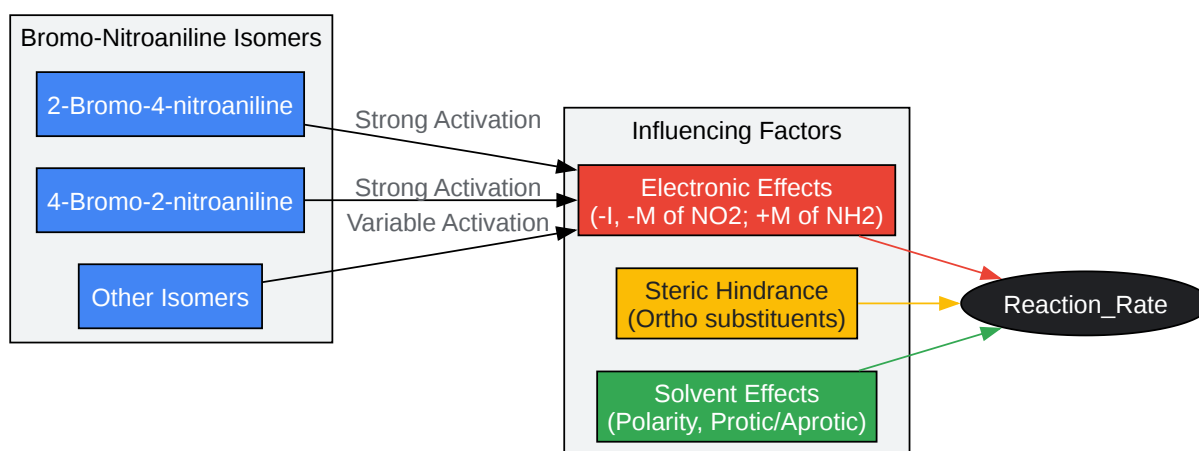 Bromo-Nitroaniline Isomers
2-Bromo-4-nitroaniline
4-Bromo-2-nitroaniline
Other Isomers
Strong Activation
Strong Activation
Variable Activation
Influencing Factors
Electronic Effects
(-I, -M of NO2; +M of NH2)
Steric Hindrance
(Ortho substituents)
Solvent Effects
(Polarity, Protic/Aprotic)
Reaction_Rate